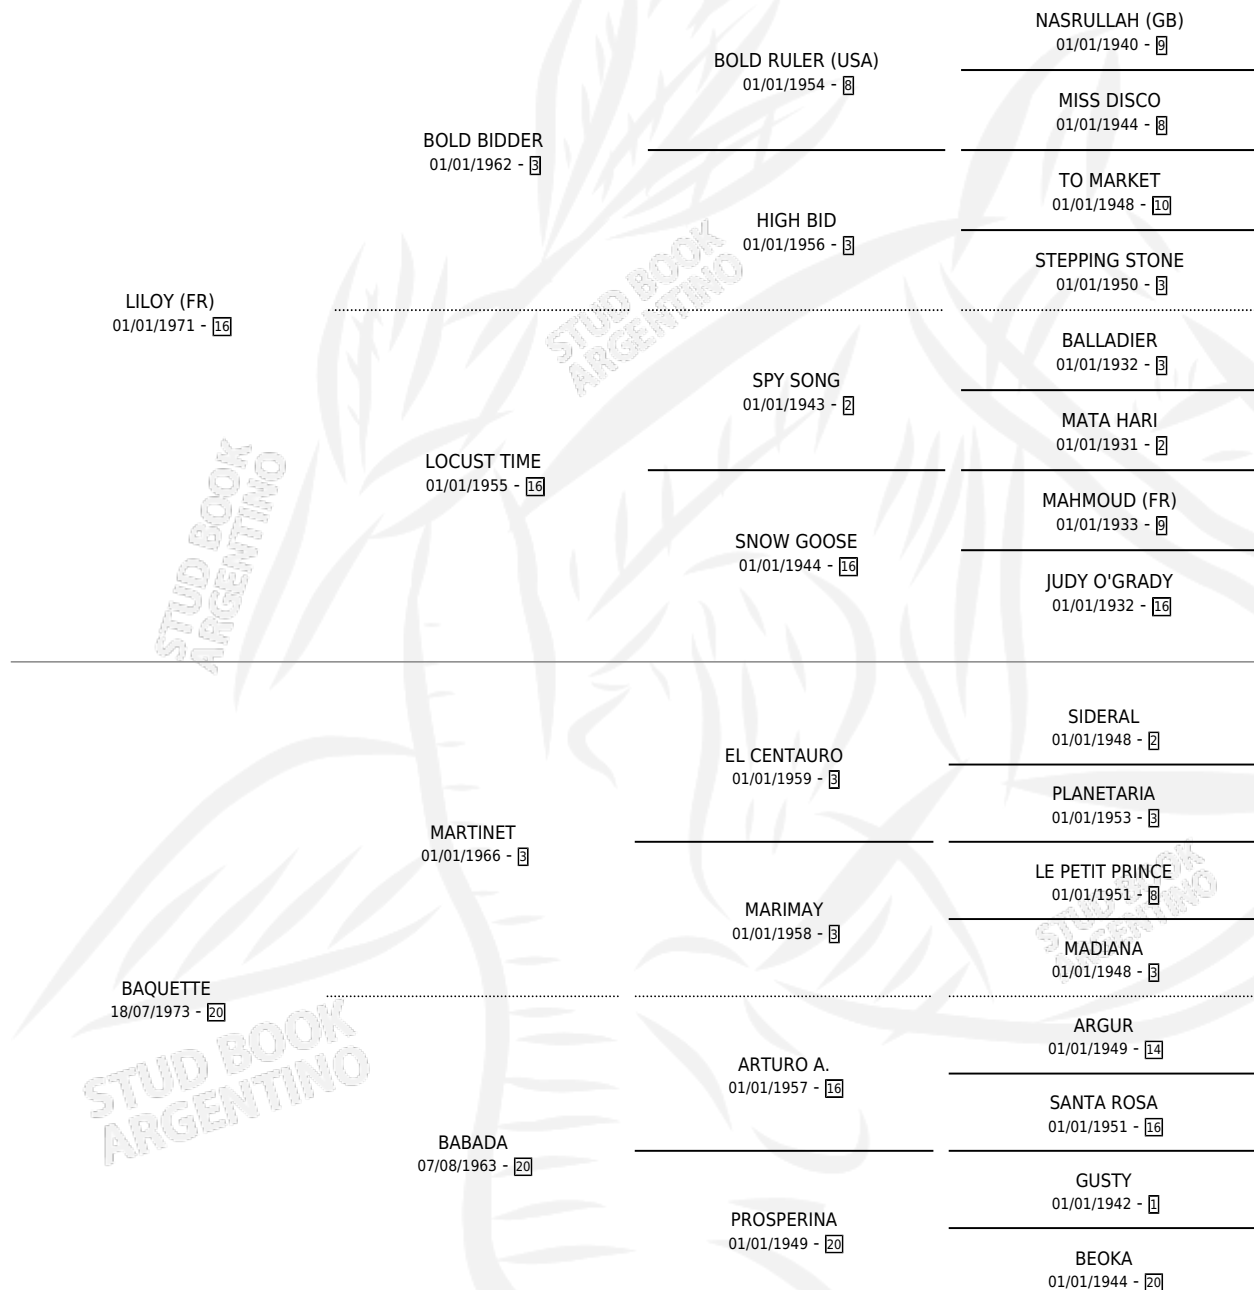 NASRULLAH (GB)
01/01/1940 - 9
BOLD RULER (USA)
01/01/1954 - 8
MISS DISCO
01/01/1944 - 8
BOLD BIDDER
01/01/1962 - 3
TO MARKET
01/01/1948 - 10
HIGH BID
01/01/1956 - 3
STEPPING STONE
01/01/1950 - 3
LILOY (FR)
01/01/1971 - 16
BALLADIER
01/01/1932 - 3
SPY SONG
01/01/1943 - 2
MATA HARI
01/01/1931 - 2
LOCUST TIME
01/01/1955 - 16
MAHMOUD (FR)
01/01/1933 - 9
SNOW GOOSE
01/01/1944 - 16
JUDY O'GRADY
01/01/1932 - 16
SIDERAL
01/01/1948 - 2
EL CENTAURO
01/01/1959 - 3
PLANETARIA
01/01/1953 - 3
MARTINET
01/01/1966 - 3
LE PETIT PRINCE
01/01/1951 - 8
MARIMAY
01/01/1958 - 3
MADIANA
01/01/1948 - 3
BAQUETTE
18/07/1973 - 20
ARGUR
01/01/1949 - 14
ARTURO A.
01/01/1957 - 16
SANTA ROSA
01/01/1951 - 16
BABADA
07/08/1963 - 20
GUSTY
01/01/1942 - 1
PROSPERINA
01/01/1949 - 20
BEOKA
01/01/1944 - 20
STUD BOOK
ARGENTINO
STUD BOOK
ARGENTINO
STUD BOOK
ARGENTINO
STUD BOOK
ARGENTINO